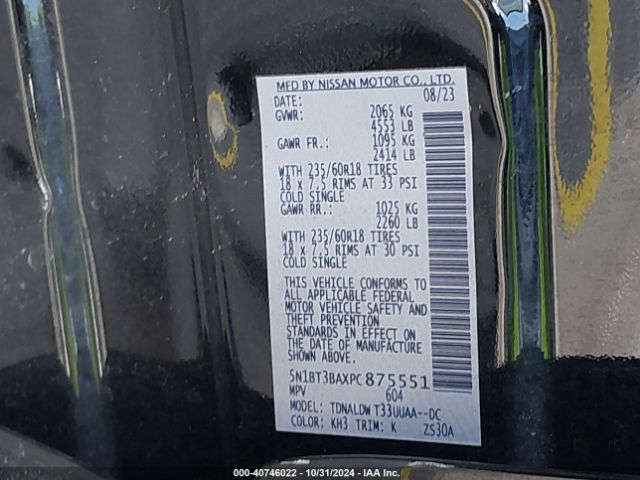 MFD BY NISSAN MOTOR CO., LTD.
DATE: 08/23
GVWR: 2065 KG
4553 LB
GAWR FR.: 1095 KG
2414 LB
WITH 235/60R18 TIRES
18 x 7.5 RIMS AT 33 PSI
COLD SINGLE
GAWR RR.: 1025 KG
2260 LB
WITH 235/60R18 TIRES
18 x 7.5 RIMS AT 30 PSI
COLD SINGLE
THIS VEHICLE CONFORMS TO
ALL APPLICABLE FEDERAL
MOTOR VEHICLE SAFETY AND
THEFT PREVENTION
STANDARDS IN EFFECT ON
THE DATE OF MANUFACTURE
SHOWN ABOVE.
5N1BT3BAXPC875551
MPV 604
MODEL: TDNALDWT33UUAA--DC
COLOR: KH3 TRIM: K ZS30A
000-40746022 - 10/31/2024 - IAA Inc.